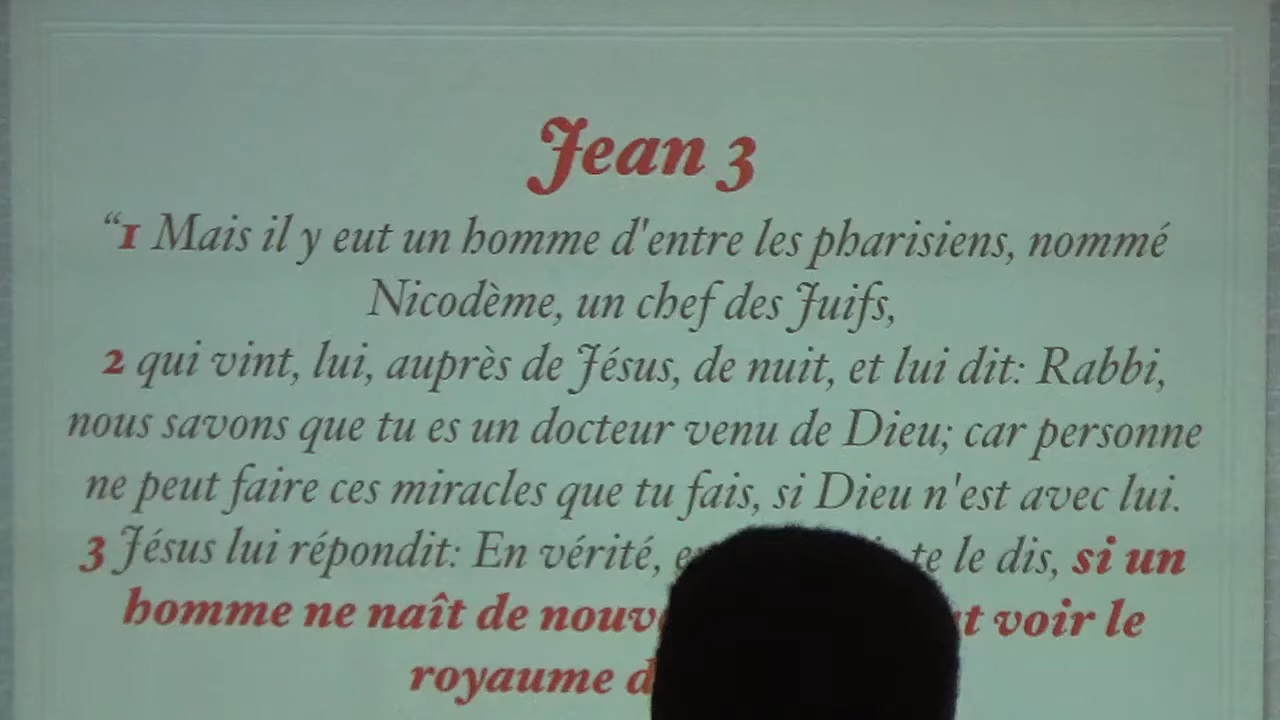 Jean 3
“1 Mais il y eut un homme d'entre les pharisiens, nommé
Nicodème, un chef des Juifs,
2 qui vint, lui, auprès de Jésus, de nuit, et lui dit: Rabbi,
nous savons que tu es un docteur venu de Dieu; car personne
ne peut faire ces miracles que tu fais, si Dieu n'est avec lui.
3 Jésus lui répondit: En vérité, te le dis, si un
homme ne naît de voir le
royaume